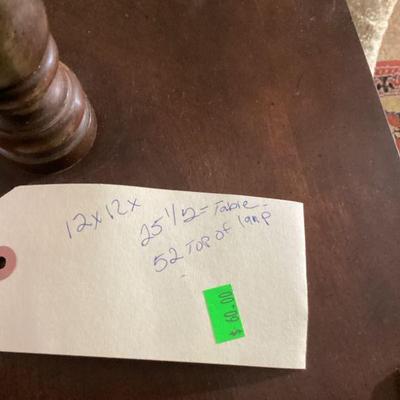 12x12x
25 1/2 = Table -
52 Top of lamp
$ 60.00